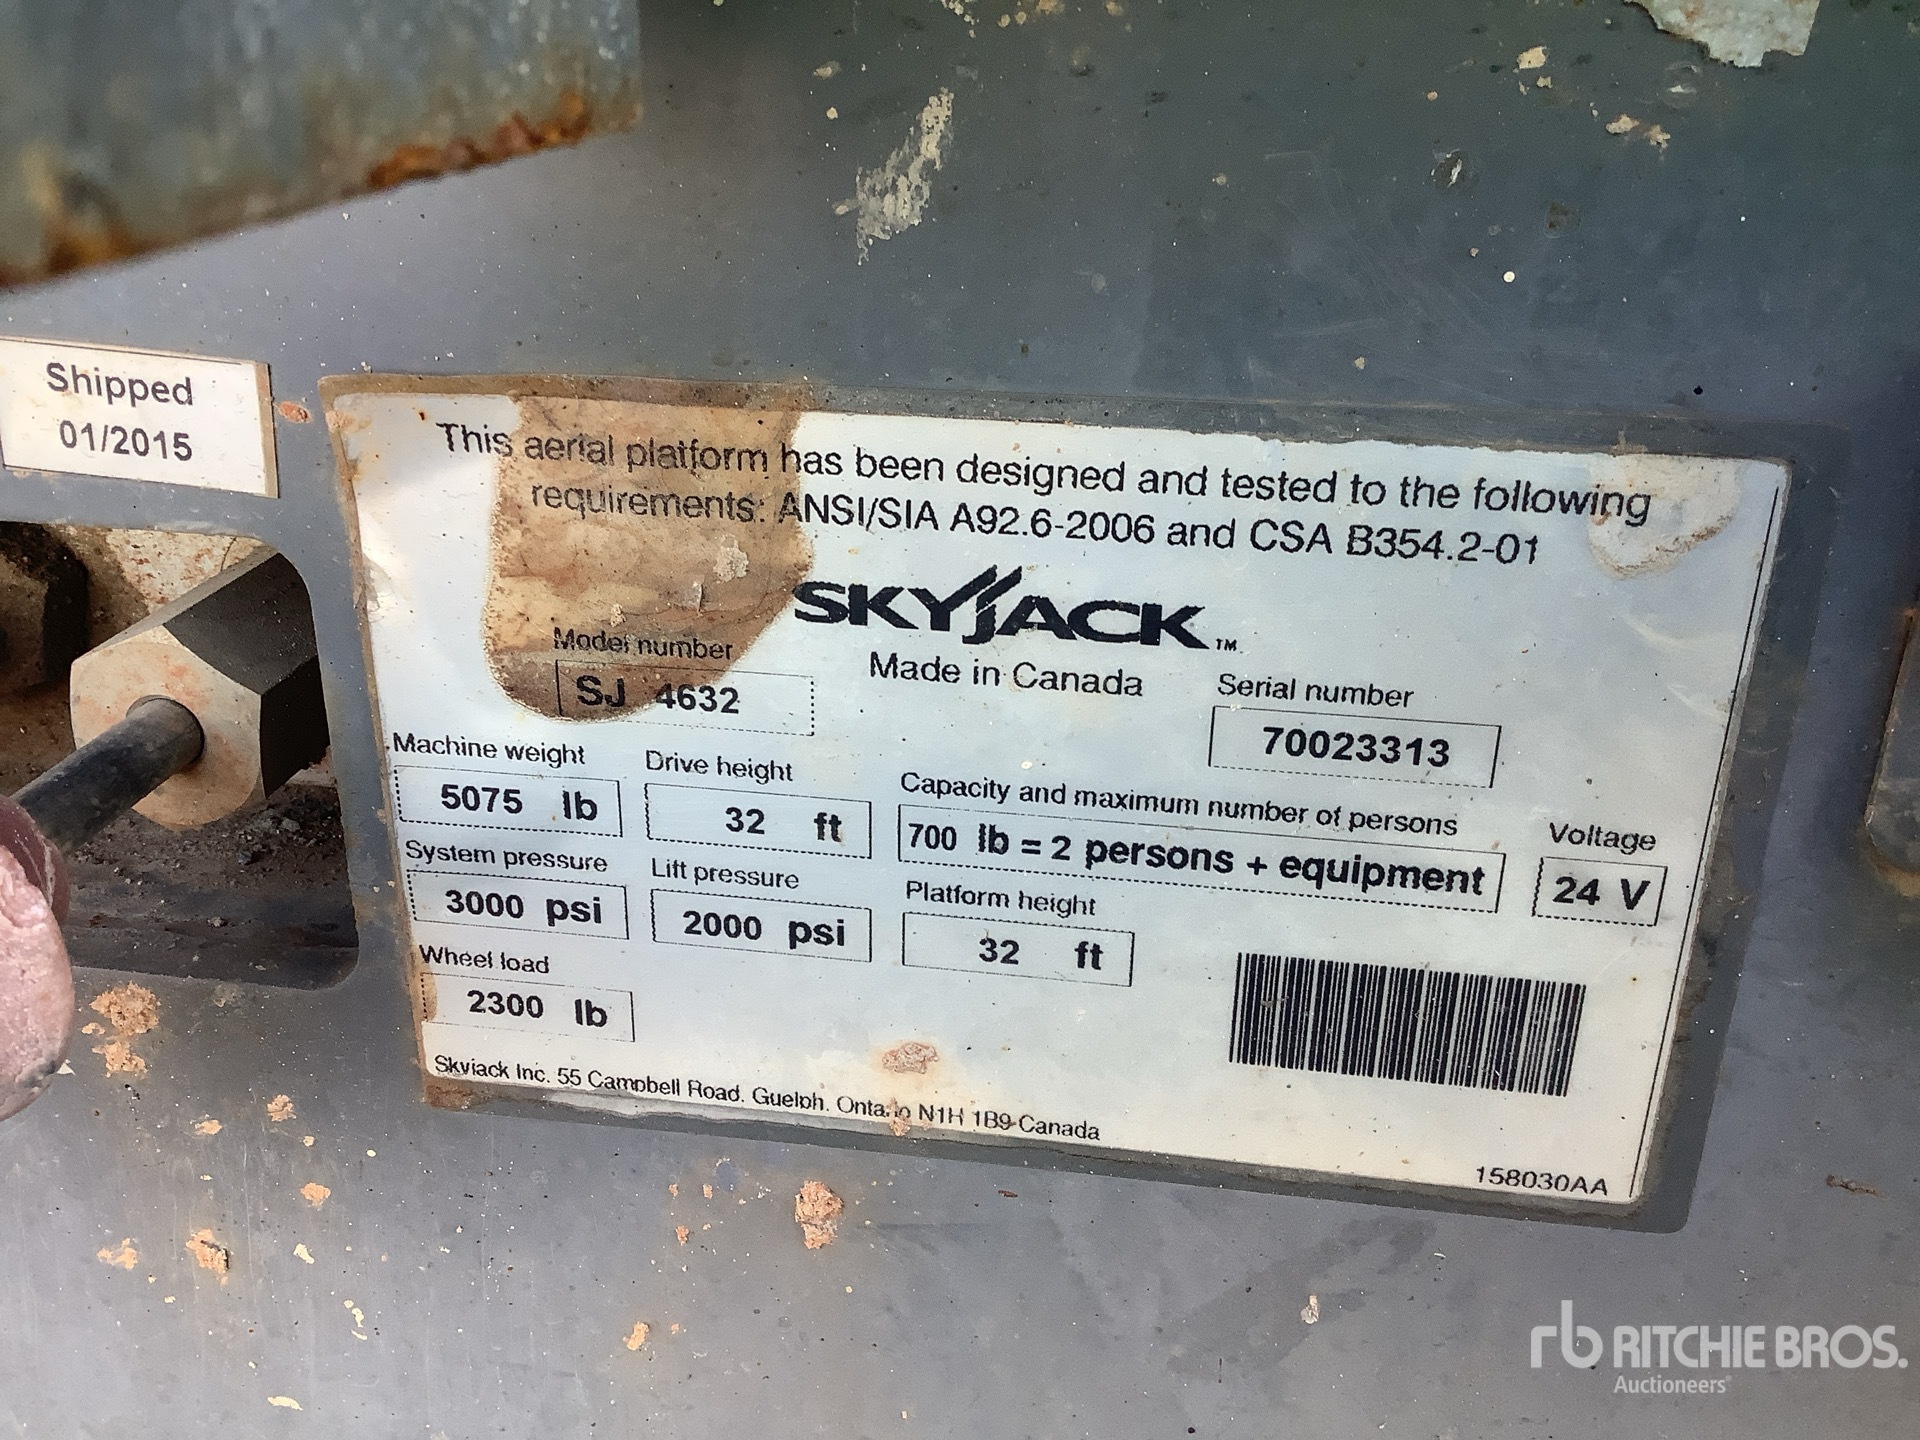 Shipped
01/2015
This aerial platform has been designed and tested to the following
requirements: ANSI/SIA A92.6-2006 and CSA B354.2-01
SKYJACK™
Made in Canada
Model number
SJ 4632
Serial number
70023313
Machine weight
5075 lb
Drive height
32 ft
Capacity and maximum number of persons
700 lb = 2 persons + equipment
Voltage
24 V
System pressure
3000 psi
Lift pressure
2000 psi
Platform height
32 ft
Wheel load
2300 lb
Skyjack Inc. 55 Campbell Road, Guelph, Ontario N1H 1B9 Canada
158030AA
rb RITCHIE BROS.
Auctioneers®